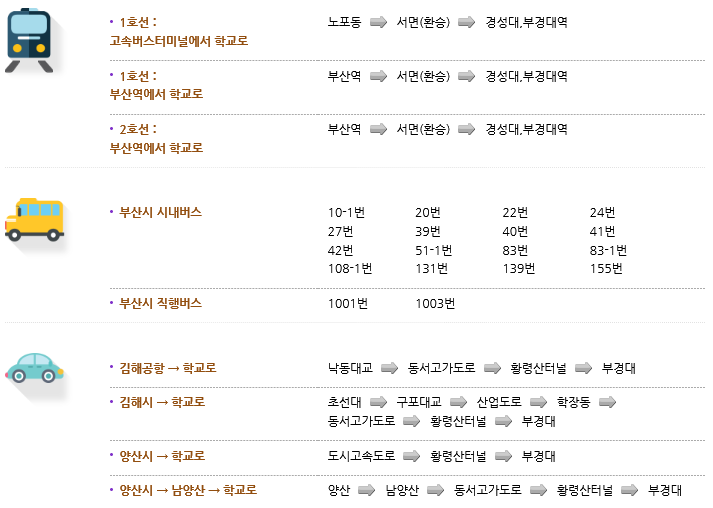 1호선 :
고속버스터미널에서 학교로
노포동 서면(환승) 경성대,부경대역
1호선 :
부산역에서 학교로
부산역 서면(환승) 경성대,부경대역
2호선 :
부산역에서 학교로
부산역 서면(환승) 경성대,부경대역
부산시 시내버스
10-1번 20번 22번 24번
27번 39번 40번 41번
42번 51-1번 83번 83-1번
108-1번 131번 139번 155번
부산시 직행버스
1001번 1003번
김해공항 → 학교로
낙동대교 동서고가도로 황령산터널 부경대
김해시 → 학교로
초선대 구포대교 산업도로 학장동
동서고가도로 황령산터널 부경대
양산시 → 학교로
도시고속도로 황령산터널 부경대
양산시 → 남양산 → 학교로
양산 남양산 동서고가도로 황령산터널 부경대